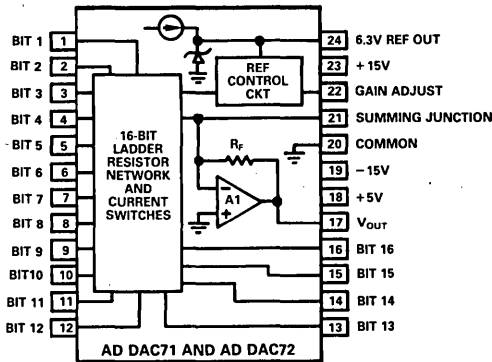 BIT 1 1
BIT 2 2
BIT 3 3
BIT 4 4
BIT 5 5
BIT 6 6
BIT 7 7
BIT 8 8
BIT 9 9
BIT10 10
BIT 11 11
BIT 12 12
16-BIT
LADDER
RESISTOR
NETWORK
AND
CURRENT
SWITCHES
REF
CONTROL
CKT
RF
A1
24 6.3V REF OUT
23 +15V
22 GAIN ADJUST
21 SUMMING JUNCTION
20 COMMON
19 −15V
18 +5V
17 VOUT
16 BIT 16
15 BIT 15
14 BIT 14
13 BIT 13
AD DAC71 AND AD DAC72